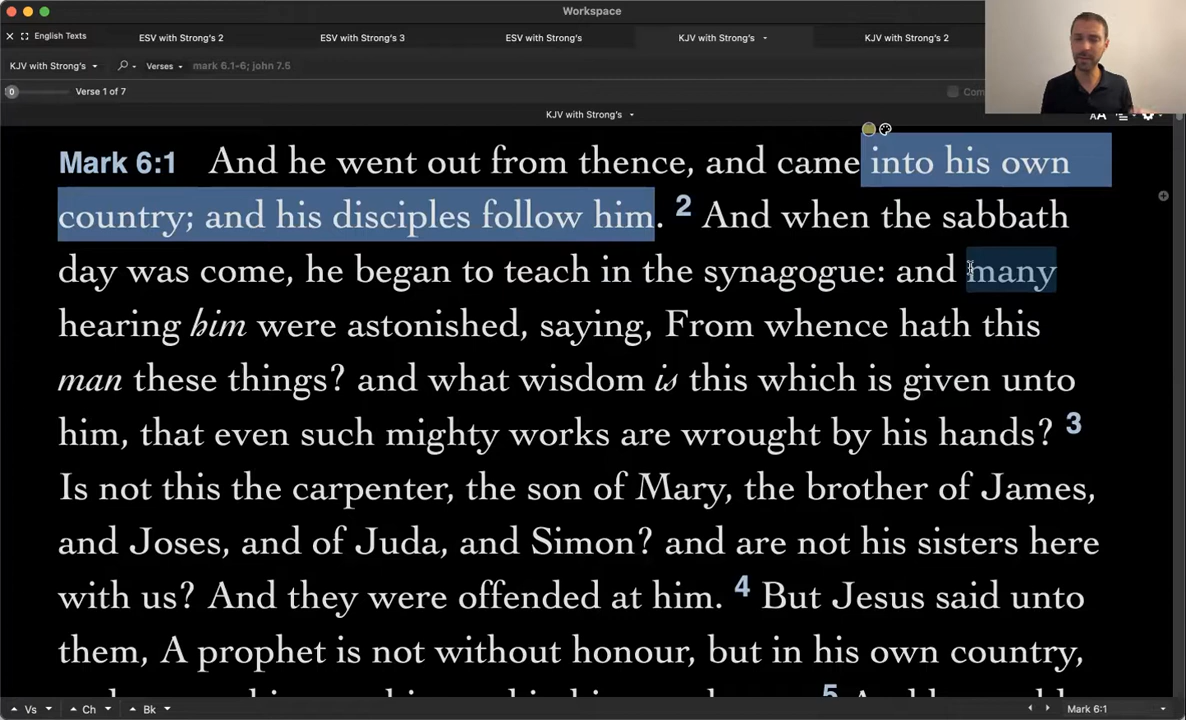 Workspace
English Texts
ESV with Strong's 2
ESV with Strong's 3
ESV with Strong's
KJV with Strong's
KJV with Strong's 2
KJV with Strong's
Verses
mark 6.1-6; john 7.5
0
Verse 1 of 7
Com
KJV with Strong's
AA
Mark 6:1 And he went out from thence, and came into his own
country; and his disciples follow him. 2 And when the sabbath
day was come, he began to teach in the synagogue: and many
hearing him were astonished, saying, From whence hath this
man these things? and what wisdom is this which is given unto
him, that even such mighty works are wrought by his hands? 3
Is not this the carpenter, the son of Mary, the brother of James,
and Joses, and of Juda, and Simon? and are not his sisters here
with us? And they were offended at him. 4 But Jesus said unto
them, A prophet is not without honour, but in his own country,
5
Vs
Ch
Bk
Mark 6:1